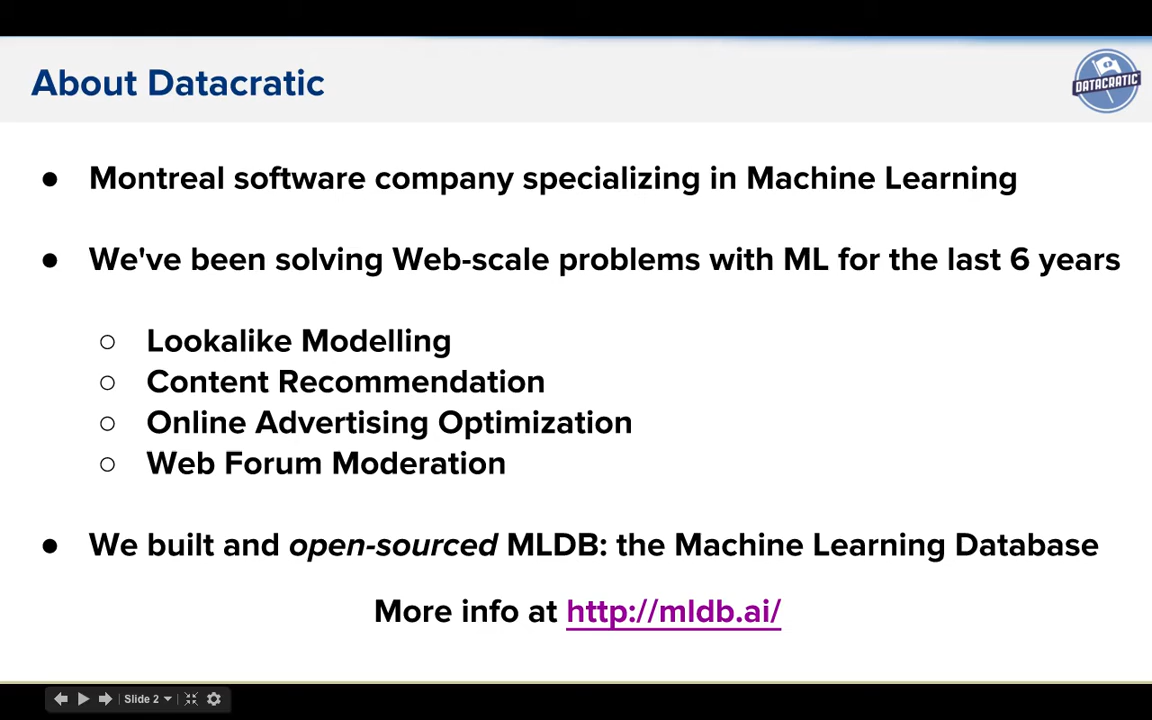 About Datacratic
DATACRATIC
● Montreal software company specializing in Machine Learning
● We've been solving Web-scale problems with ML for the last 6 years
○ Lookalike Modelling
○ Content Recommendation
○ Online Advertising Optimization
○ Web Forum Moderation
● We built and open-sourced MLDB: the Machine Learning Database
More info at http://mldb.ai/
Slide 2